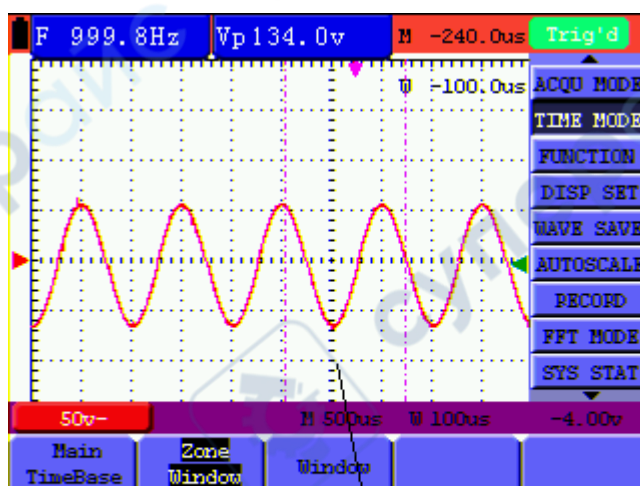 F 999.8Hz
Vp134.0v
M -240.0us
Trig'd
W -100.0us
ACQU MODE
TIME MODE
FUNCTION
DISP SET
WAVE SAVE
AUTOSCALE
RECORD
FFT MODE
SYS STAT
50v~
M 500us
W 100us
-4.00v
Main
TimeBase
Zone
Window
Window